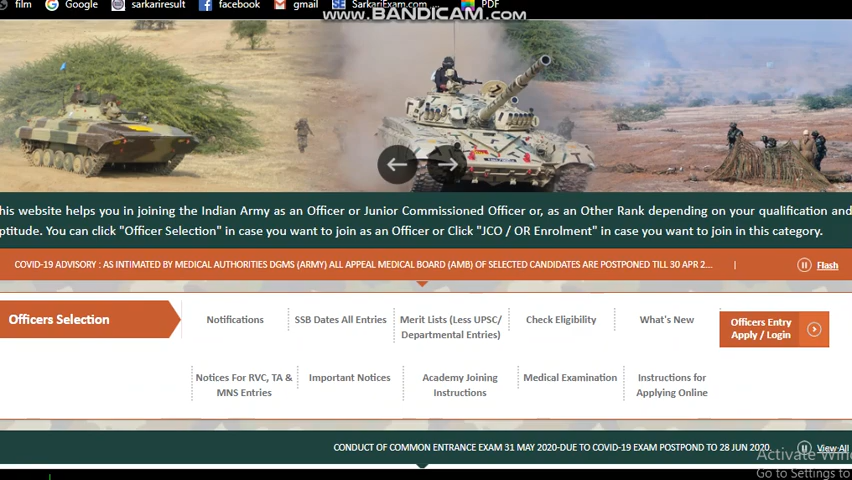 film Google sarkariresult facebook gmail SarkariExam.com PDF
WWW.BANDICAM.COM
his website helps you in joining the Indian Army as an Officer or Junior Commissioned Officer or, as an Other Rank depending on your qualification and
ptitude. You can click "Officer Selection" in case you want to join as an Officer or Click "JCO / OR Enrolment" in case you want to join in this category.
COVID-19 ADVISORY : AS INTIMATED BY MEDICAL AUTHORITIES DGMS (ARMY) ALL APPEAL MEDICAL BOARD (AMB) OF SELECTED CANDIDATES ARE POSTPONED TILL 30 APR 2... | Flash
Officers Selection
Notifications
SSB Dates All Entries
Merit Lists (Less UPSC/
Departmental Entries)
Check Eligibility
What's New
Officers Entry
Apply / Login
Notices For RVC, TA &
MNS Entries
Important Notices
Academy Joining
Instructions
Medical Examination
Instructions for
Applying Online
CONDUCT OF COMMON ENTRANCE EXAM 31 MAY 2020-DUE TO COVID-19 EXAM POSTPOND TO 28 JUN 2020 View All
Activate Win
Go to Settings to